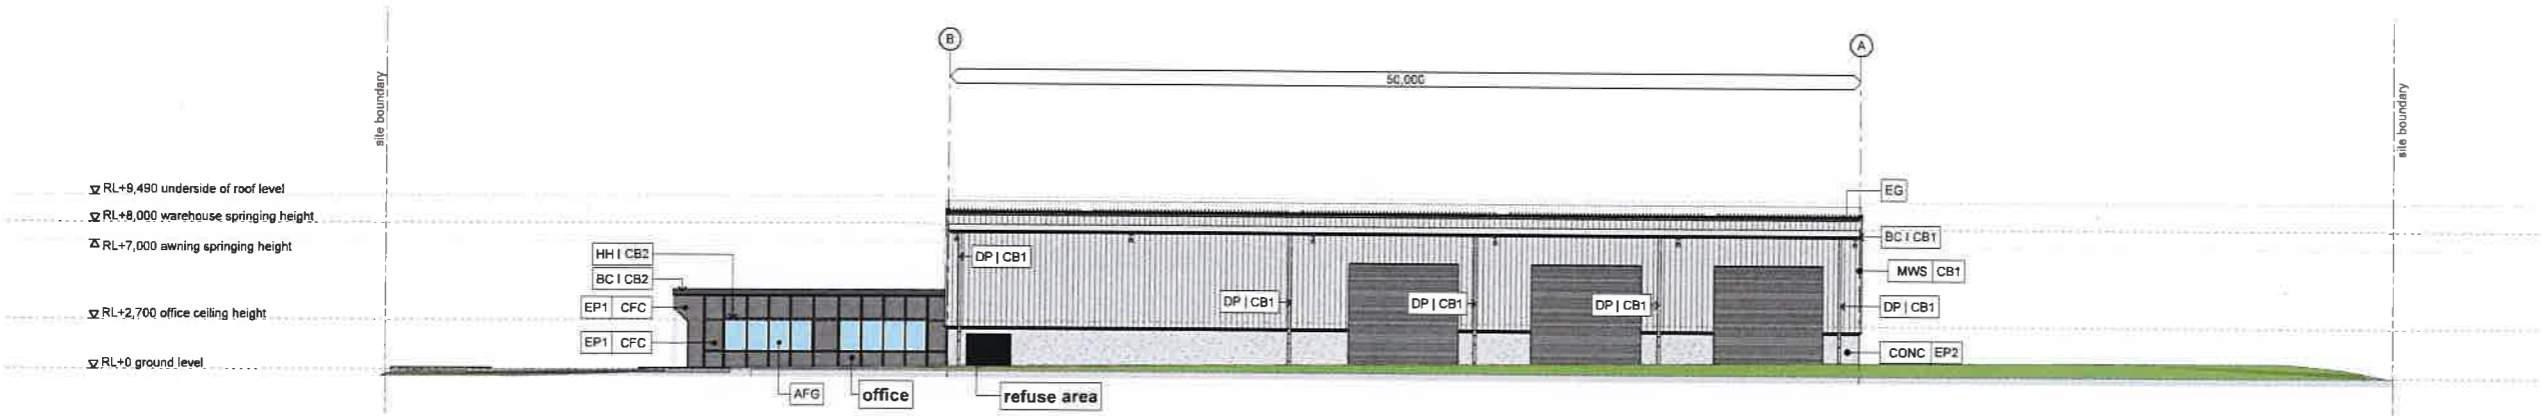 B
A
50,000
site boundary
site boundary
RL+9,490 underside of roof level
RL+8,000 warehouse springing height
RL+7,000 awning springing height
RL+2,700 office ceiling height
RL+0 ground level
HH | CB2
BC | CB2
EP1 | CFC
EP1 | CFC
AFG
office
refuse area
DP | CB1
DP | CB1
DP | CB1
DP | CB1
EG
BC | CB1
MWS | CB1
DP | CB1
CONC | EP2